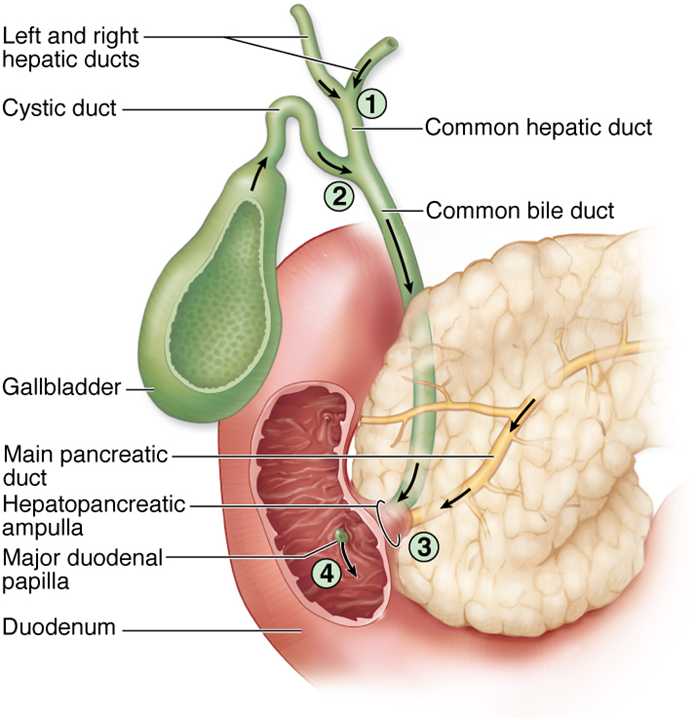 Left and right
hepatic ducts
1
Cystic duct
Common hepatic duct
2
Common bile duct
Gallbladder
Main pancreatic
duct
Hepatopancreatic
ampulla
3
Major duodenal
papilla
4
Duodenum